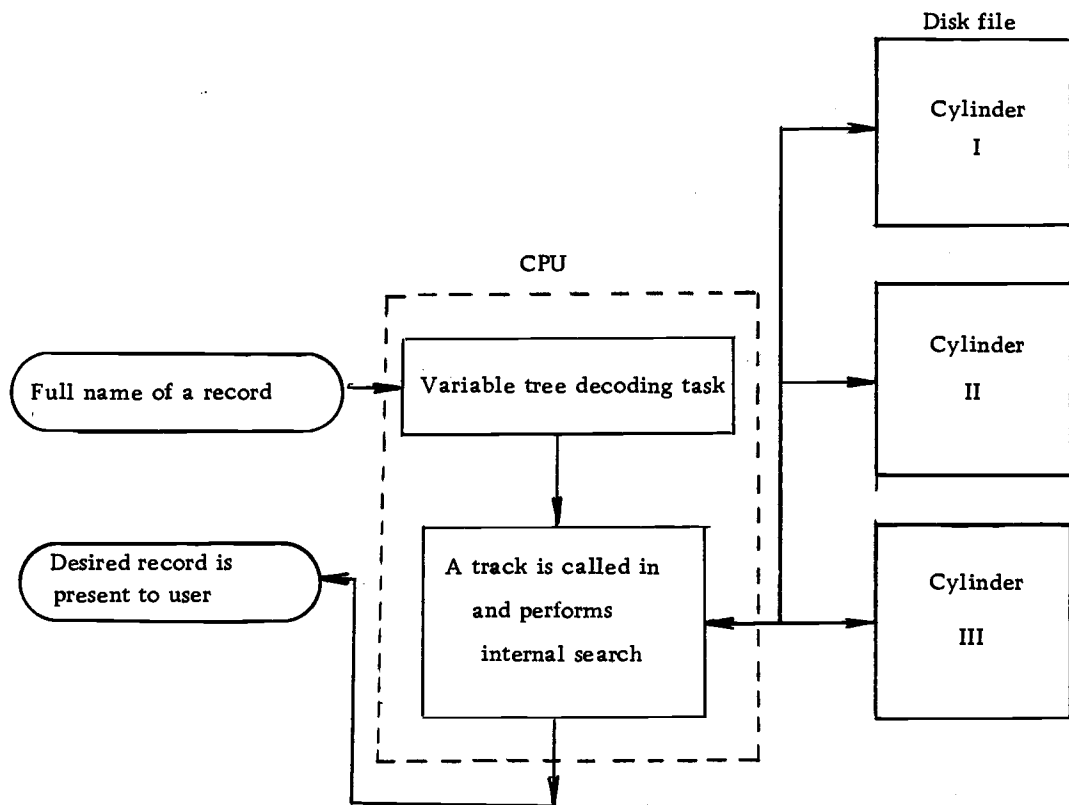 Disk file
Cylinder
I
CPU
Cylinder
II
Full name of a record
Variable tree decoding task
Desired record is
present to user
A track is called in
and performs
internal search
Cylinder
III